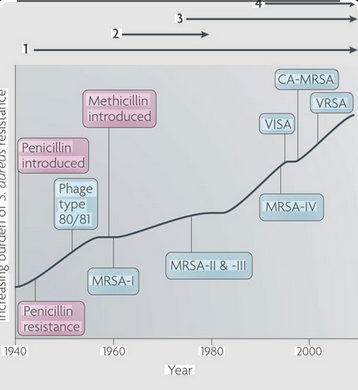 4
3
2
1
CA-MRSA
Methicillin
introduced
VRSA
VISA
Penicillin
introduced
Phage
type
80/81
MRSA-IV
MRSA-II & -III
MRSA-I
Penicillin
resistance
Increasing burden of S. aureus resistance
1940
1960
1980
2000
Year